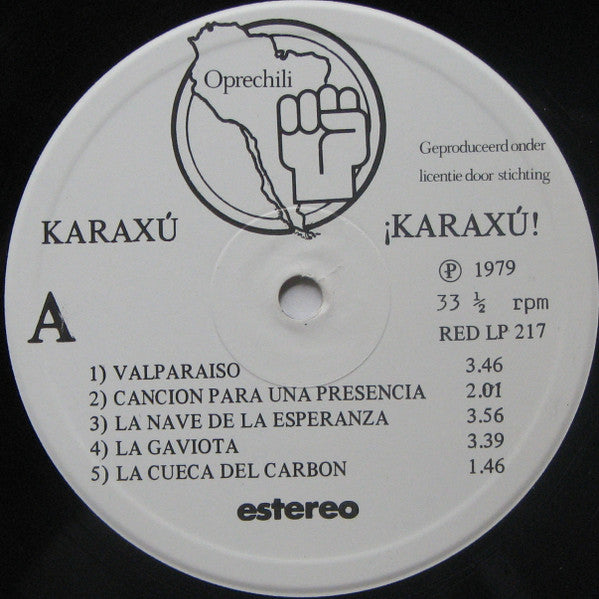 Oprechili
Geproduceerd onder
licentie door stichting
KARAXÚ
¡KARAXÚ!
Ⓟ 1979
A
33 ½ rpm
RED LP 217
1) VALPARAISO 3.46
2) CANCION PARA UNA PRESENCIA 2.01
3) LA NAVE DE LA ESPERANZA 3.56
4) LA GAVIOTA 3.39
5) LA CUECA DEL CARBON 1.46
estereo